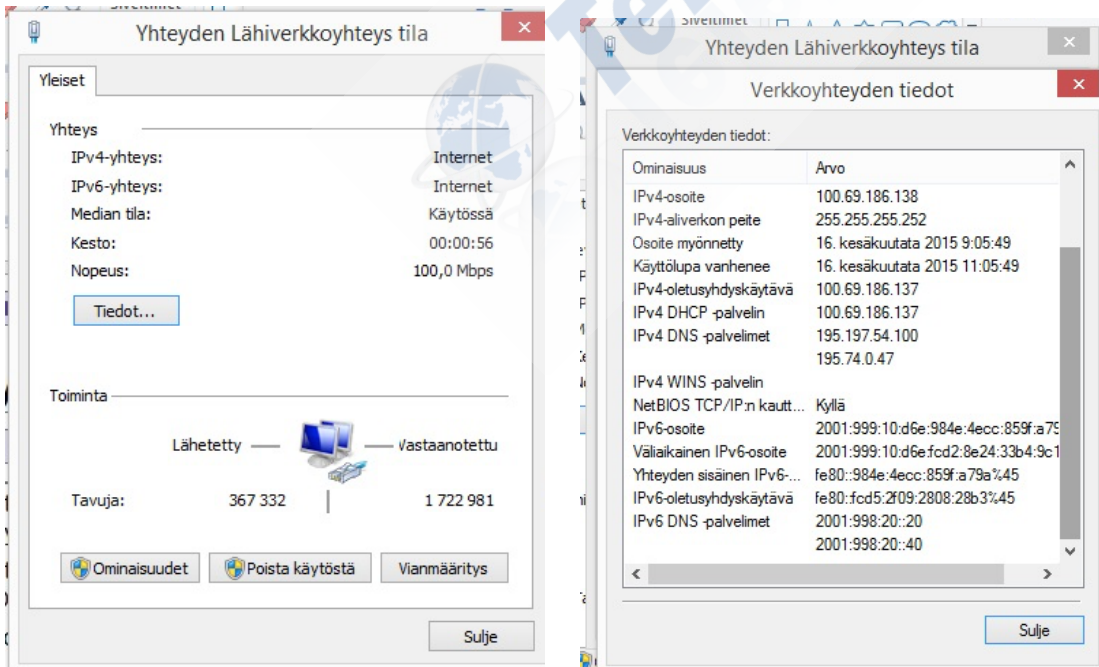 Yhteyden Lähiverkkoyhteys tila
Yleiset
Yhteys
IPv4-yhteys: Internet
IPv6-yhteys: Internet
Median tila: Käytössä
Kesto: 00:00:56
Nopeus: 100,0 Mbps
Tiedot...
Toiminta
Lähetetty Vastaanotettu
Tavuja: 367 332 1 722 981
Ominaisuudet Poista käytöstä Vianmääritys
Sulje
Siveltimet
Yhteyden Lähiverkkoyhteys tila
Verkkoyhteyden tiedot
Verkkoyhteyden tiedot:
Ominaisuus Arvo
IPv4-osoite 100.69.186.138
IPv4-aliverkon peite 255.255.255.252
Osoite myönnetty 16. kesäkuutata 2015 9:05:49
Käyttölupa vanhenee 16. kesäkuutata 2015 11:05:49
IPv4-oletusyhdyskäytävä 100.69.186.137
IPv4 DHCP -palvelin 100.69.186.137
IPv4 DNS -palvelimet 195.197.54.100
195.74.0.47
IPv4 WINS -palvelin
NetBIOS TCP/IP:n kautt... Kyllä
IPv6-osoite 2001:999:10:d6e:984e:4ecc:859f:a79
Väliaikainen IPv6-osoite 2001:999:10:d6e:fcd2:8e24:33b4:9c1
Yhteyden sisäinen IPv6-... fe80::984e:4ecc:859f:a79a%45
IPv6-oletusyhdyskäytävä fe80::fcd5:2f09:2808:28b3%45
IPv6 DNS -palvelimet 2001:998:20::20
2001:998:20::40
Sulje